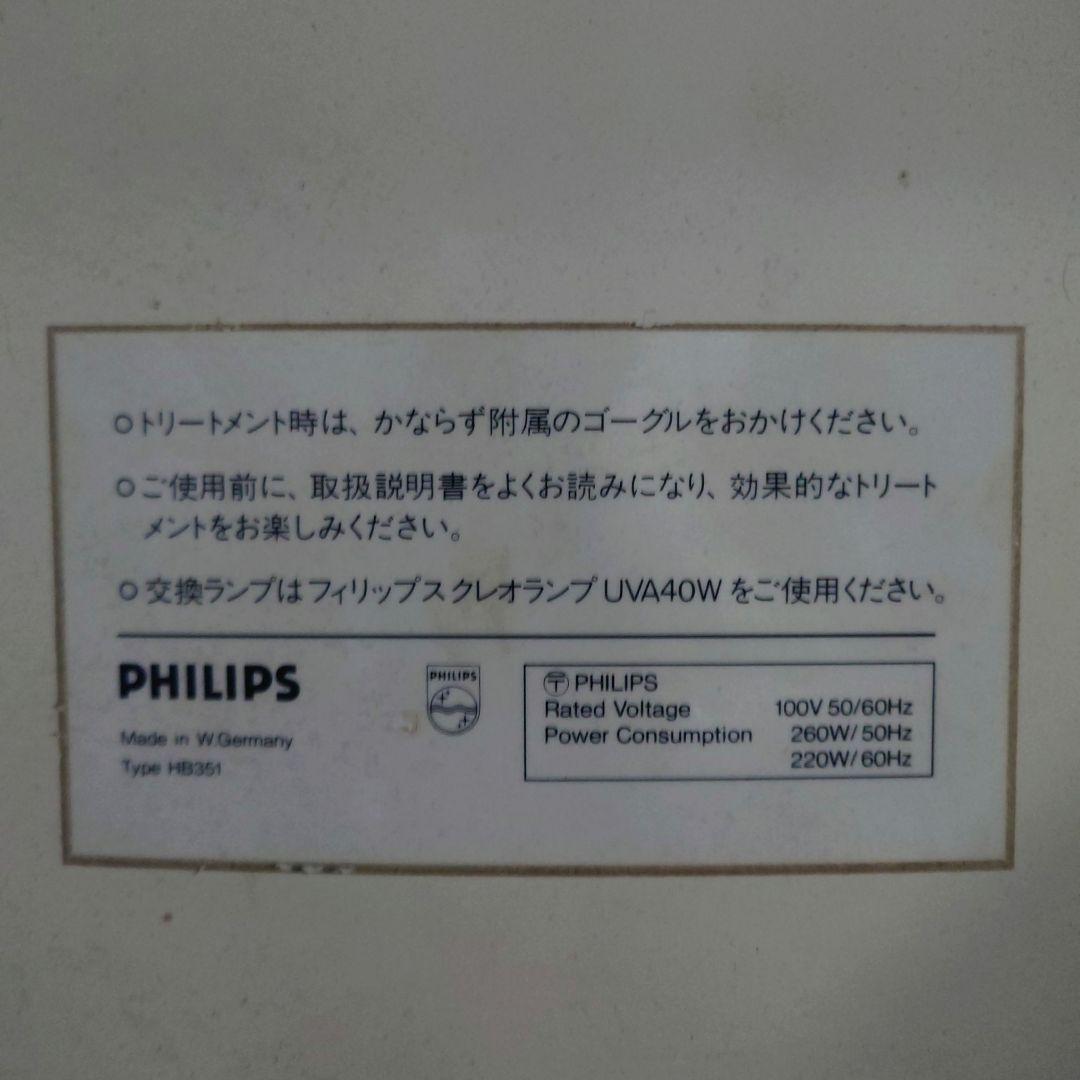 ○トリートメント時は、かならず附属のゴーグルをおかけください。
○ご使用前に、取扱説明書をよくお読みになり、効果的なトリート
メントをお楽しみください。
○交換ランプはフィリップス クレオランプ UVA40W をご使用ください。
PHILIPS
Made in W.Germany
Type HB351
PHILIPS
〶 PHILIPS
Rated Voltage 100V 50/60Hz
Power Consumption 260W/50Hz
220W/60Hz